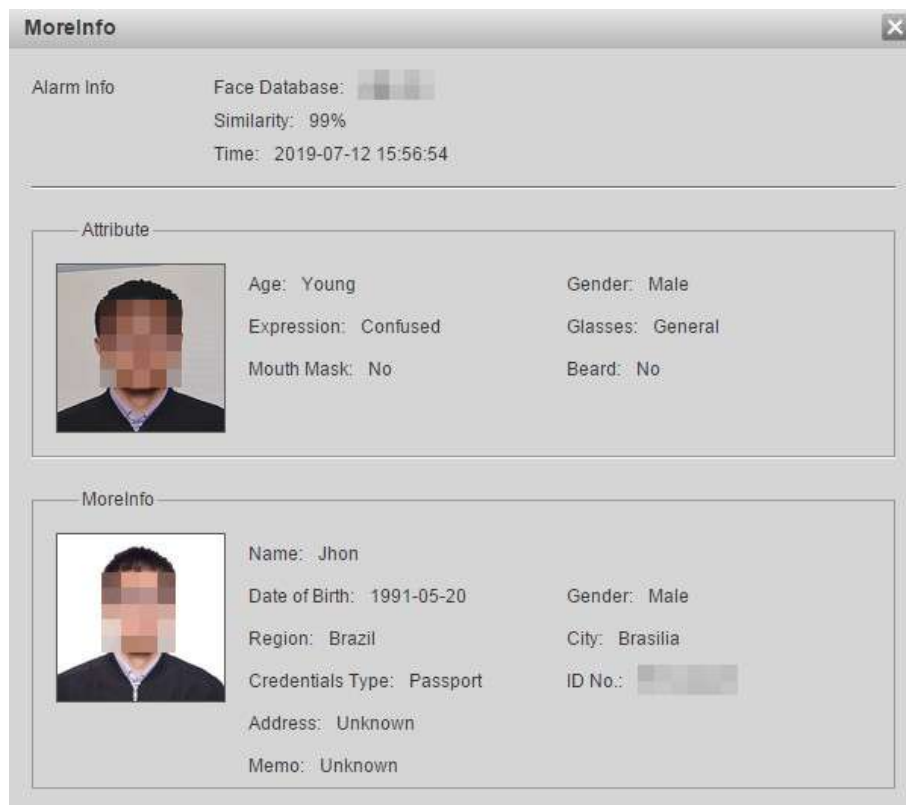 MoreInfo
Alarm Info Face Database:
Similarity: 99%
Time: 2019-07-12 15:56:54
Attribute
Age: Young Gender: Male
Expression: Confused Glasses: General
Mouth Mask: No Beard: No
MoreInfo
Name: Jhon
Date of Birth: 1991-05-20 Gender: Male
Region: Brazil City: Brasilia
Credentials Type: Passport ID No.:
Address: Unknown
Memo: Unknown